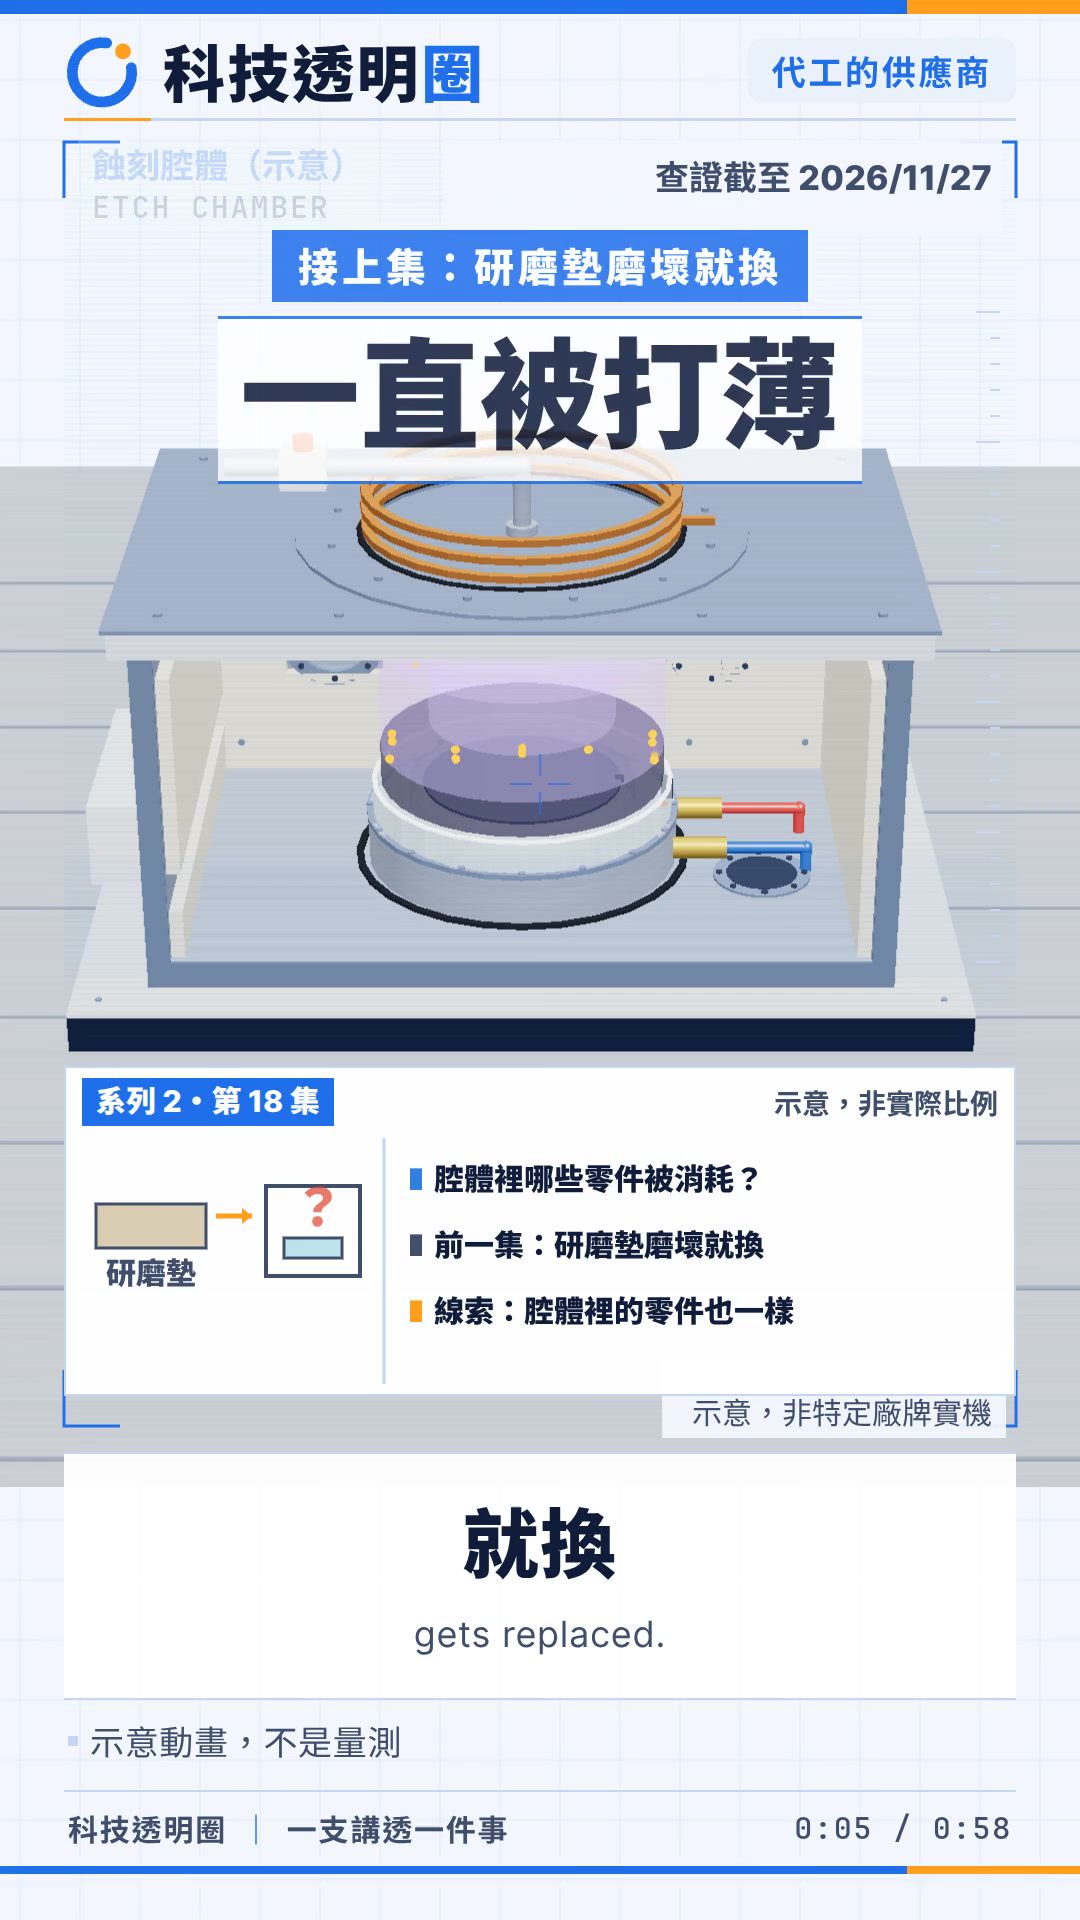 科技透明圈
代工的供應商
蝕刻腔體（示意）
ETCH CHAMBER
查證截至 2026/11/27
接上集：研磨墊磨壞就換
一直被打薄
系列 2・第 18 集
示意，非實際比例
研磨墊
?
腔體裡哪些零件被消耗？
前一集：研磨墊磨壞就換
線索：腔體裡的零件也一樣
示意，非特定廠牌實機
就換
gets replaced.
示意動畫，不是量測
科技透明圈｜一支講透一件事
0:05 / 0:58